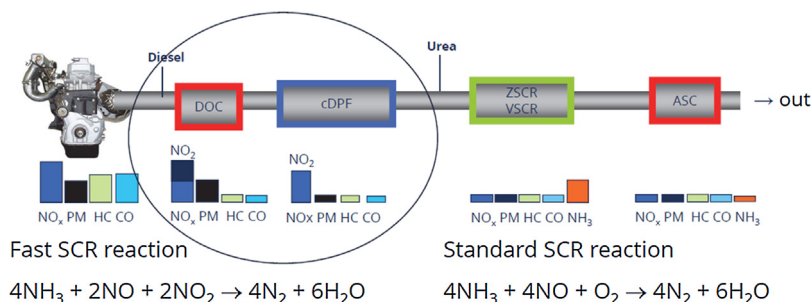 Diesel
Urea
DOC
cDPF
ZSCR
VSCR
ASC
→ out
NO₂
NO₂
NOₓ PM HC CO
NOₓ PM HC CO
NOx PM HC CO
NOₓ PM HC CO NH₃
NOₓ PM HC CO NH₃
Fast SCR reaction
4NH₃ + 2NO + 2NO₂ → 4N₂ + 6H₂O
Standard SCR reaction
4NH₃ + 4NO + O₂ → 4N₂ + 6H₂O